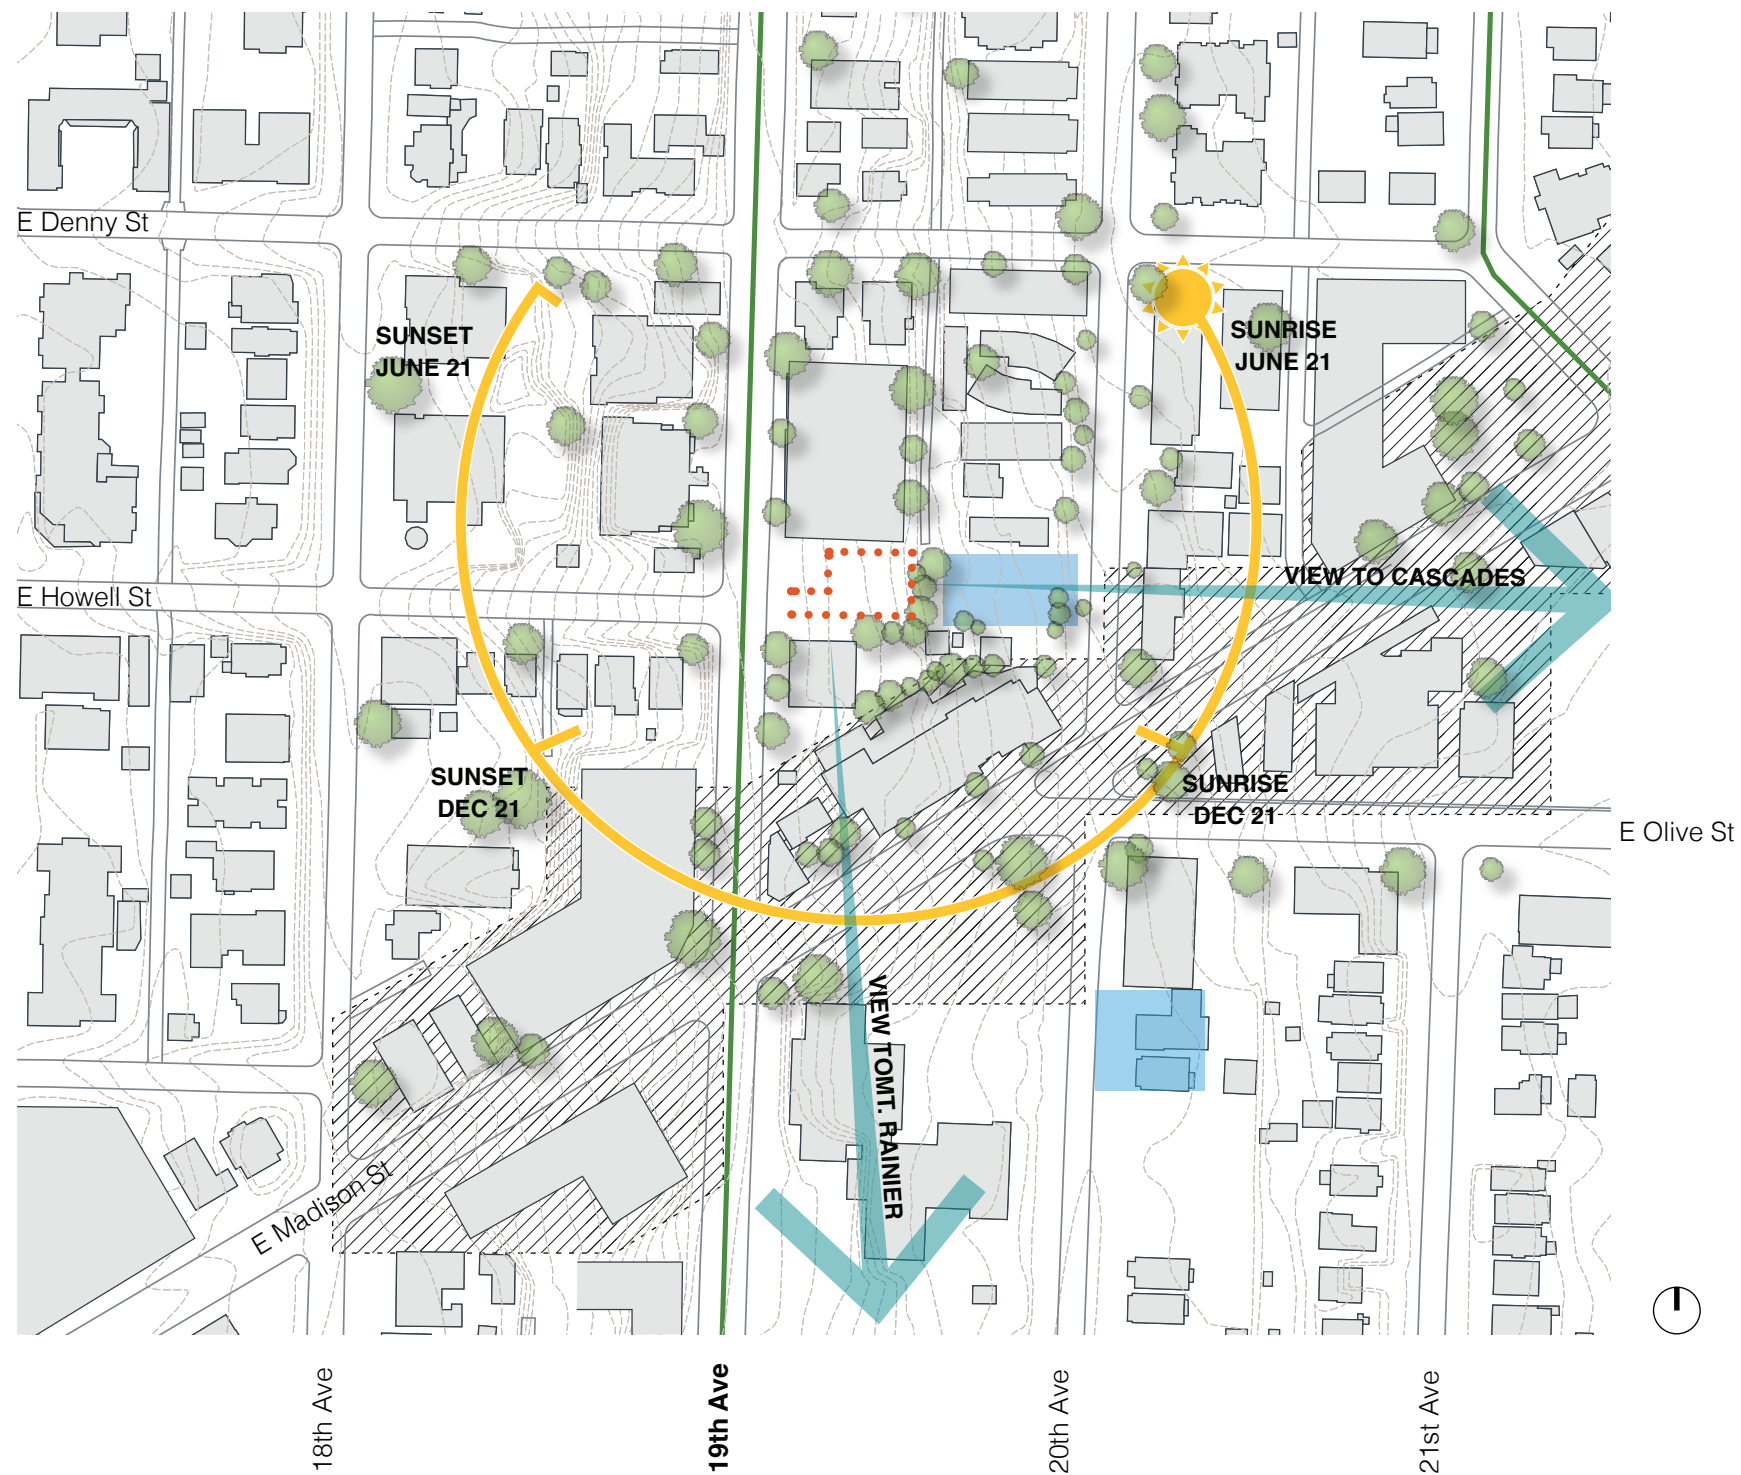 E Denny St
SUNSET
JUNE 21
SUNRISE
JUNE 21
VIEW TO CASCADES
E Howell St
SUNSET
DEC 21
SUNRISE
DEC 21
E Olive St
VIEW TOMT. RAINIER
E Madison St
18th Ave
19th Ave
20th Ave
21st Ave